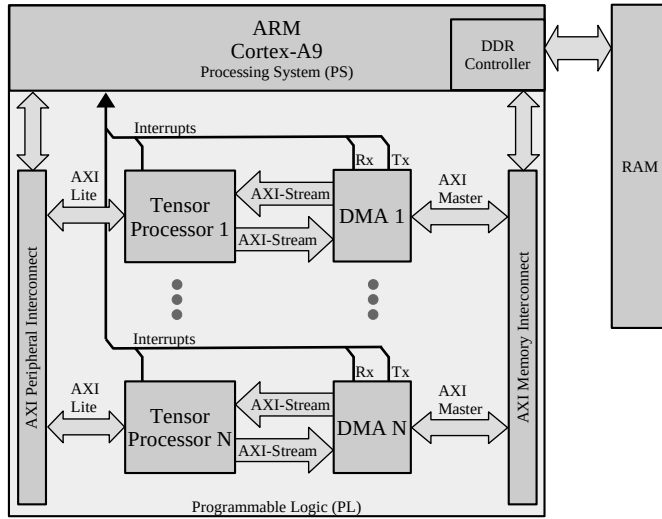 ARM
Cortex-A9
Processing System (PS)
DDR
Controller
RAM
Interrupts
Rx
Tx
AXI
Lite
Tensor
Processor 1
AXI-Stream
AXI-Stream
DMA 1
AXI
Master
AXI Peripheral Interconnect
AXI Memory Interconnect
Interrupts
Rx
Tx
AXI
Lite
Tensor
Processor N
AXI-Stream
AXI-Stream
DMA N
AXI
Master
Programmable Logic (PL)